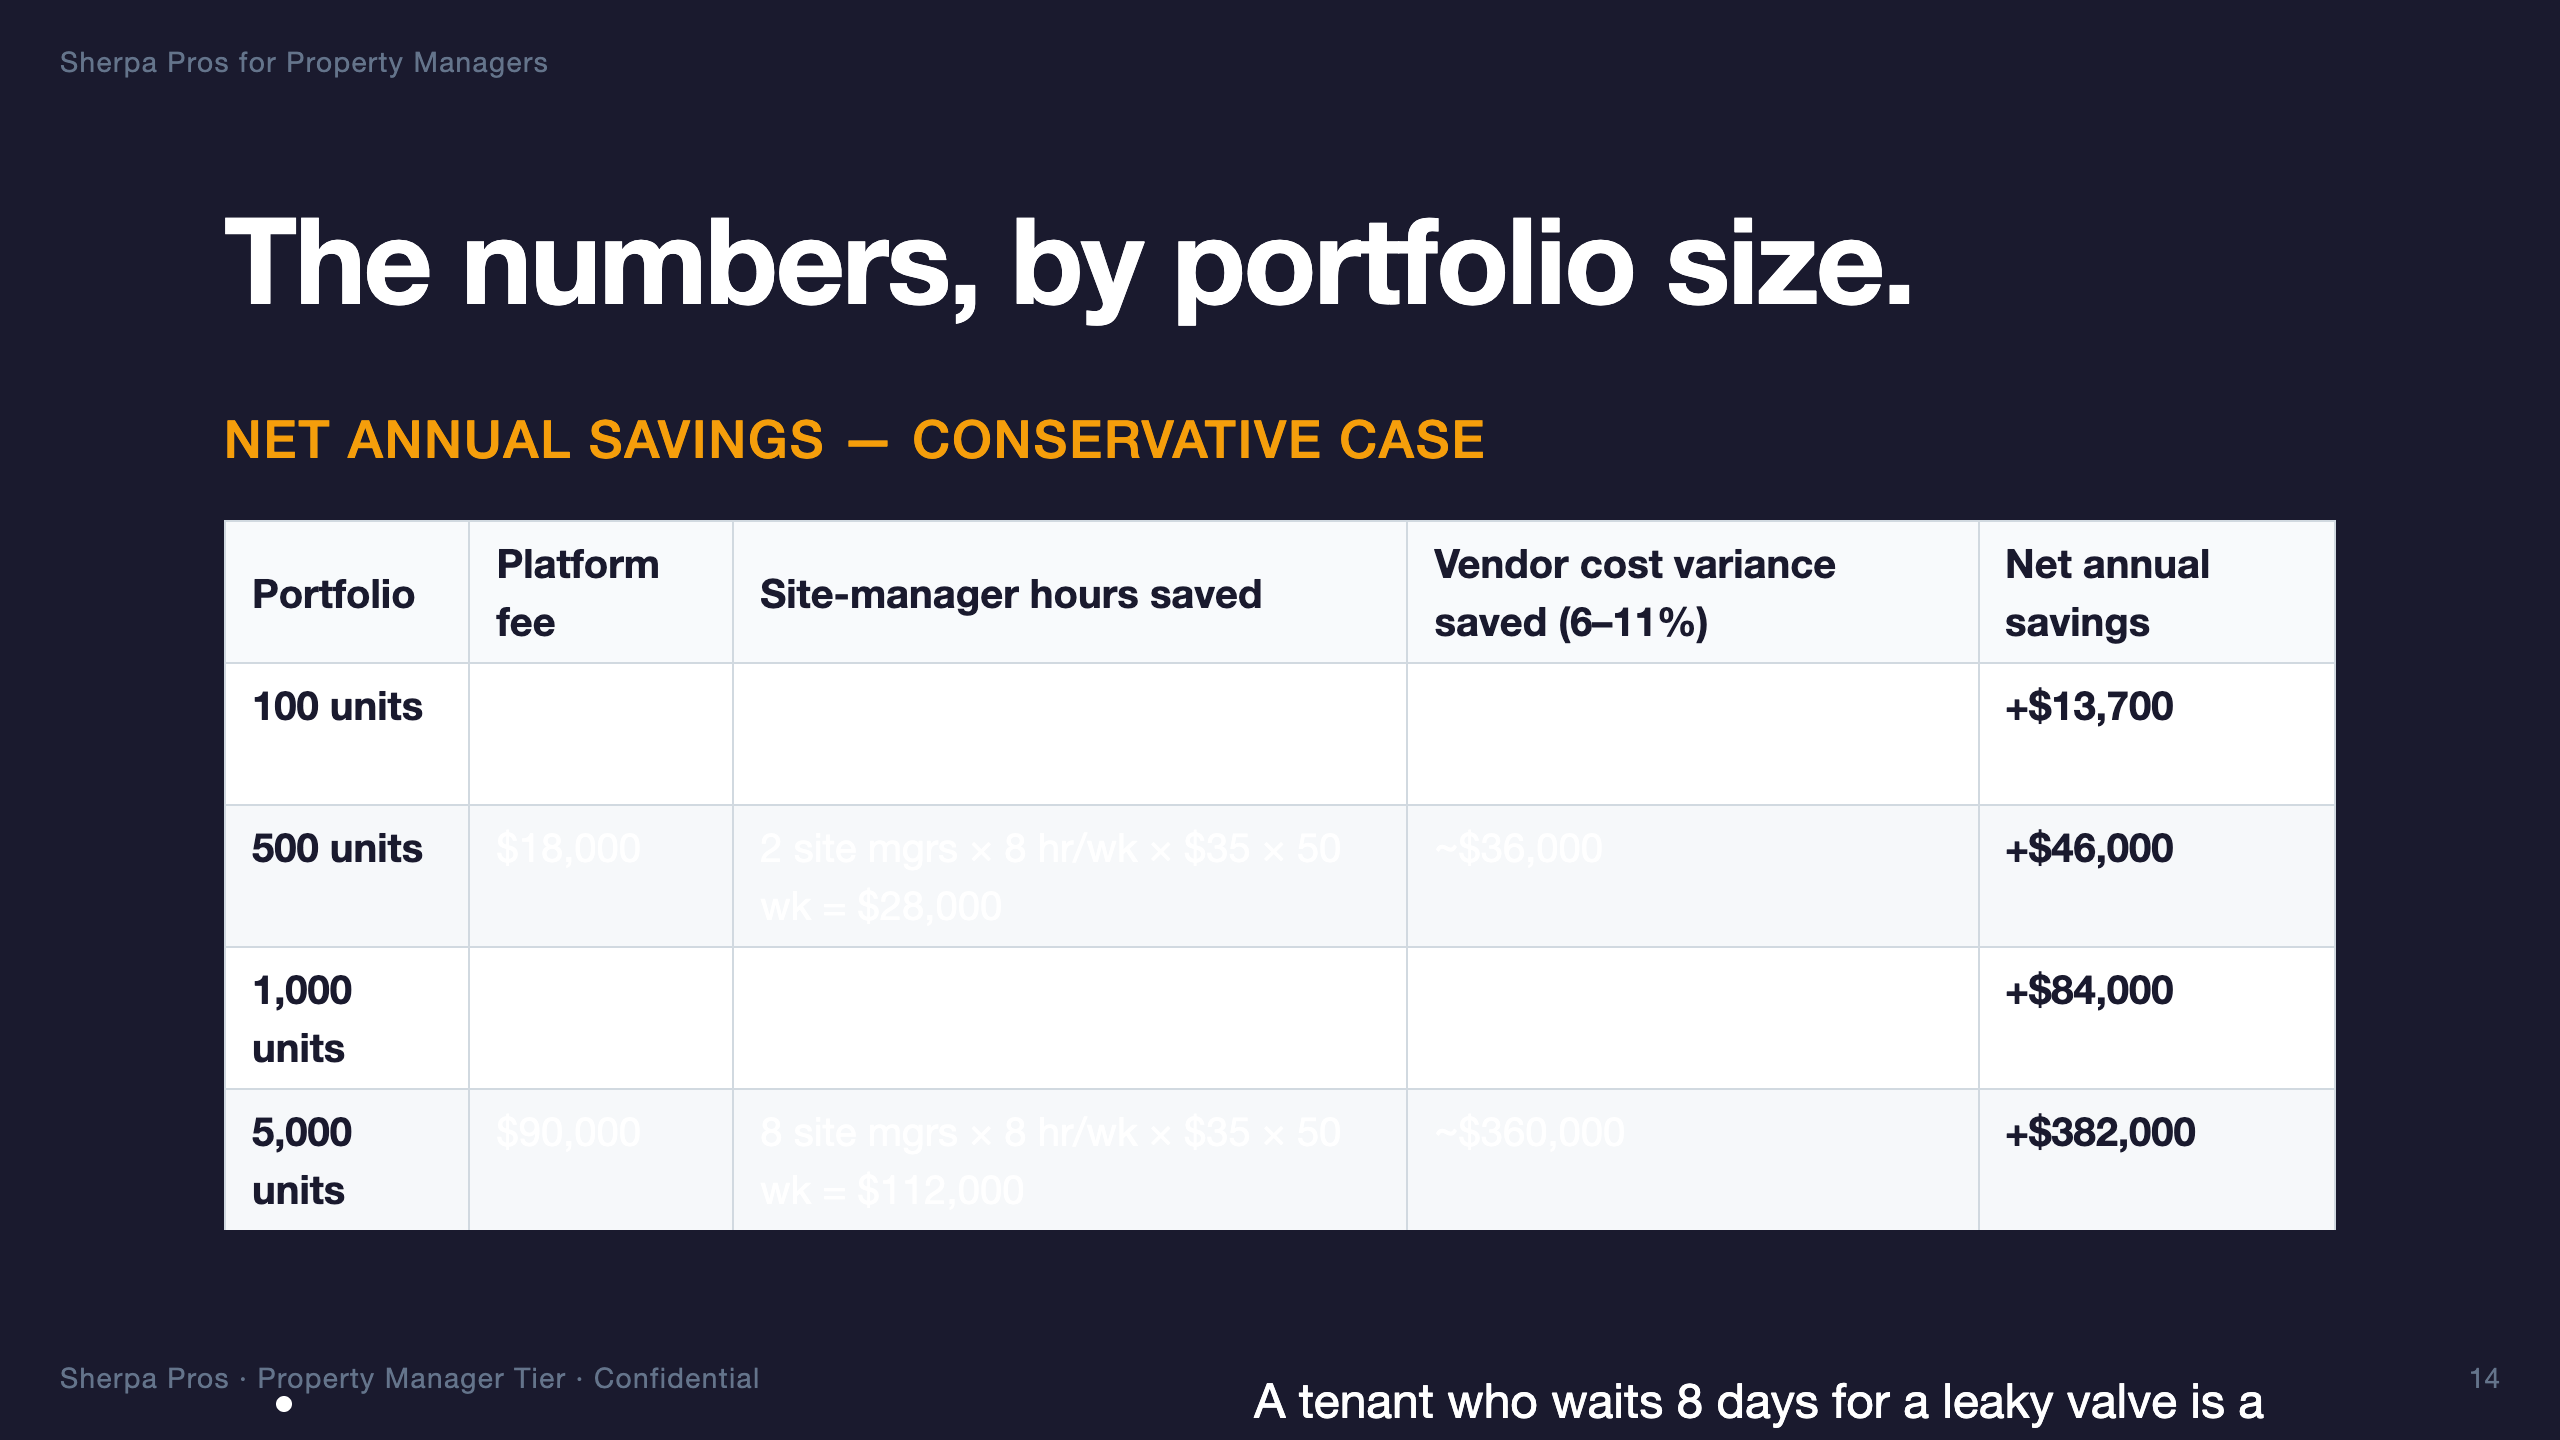 Sherpa Pros for Property Managers
The numbers, by portfolio size.
NET ANNUAL SAVINGS — CONSERVATIVE CASE
Portfolio
Platform
fee
Site-manager hours saved
Vendor cost variance
saved (6–11%)
Net annual
savings
100 units
+$13,700
500 units
$18,000
2 site mgrs × 8 hr/wk × $35 × 50
wk = $28,000
~$36,000
+$46,000
1,000
units
+$84,000
5,000
units
$90,000
8 site mgrs × 8 hr/wk × $35 × 50
wk = $112,000
~$360,000
+$382,000
Sherpa Pros · Property Manager Tier · Confidential
14
A tenant who waits 8 days for a leaky valve is a